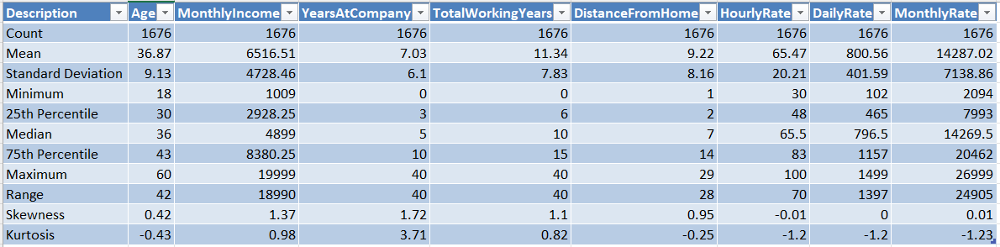 Description Age MonthlyIncome YearsAtCompany TotalWorkingYears DistanceFromHome HourlyRate DailyRate MonthlyRate
Count 1676 1676 1676 1676 1676 1676 1676 1676
Mean 36.87 6516.51 7.03 11.34 9.22 65.47 800.56 14287.02
Standard Deviation 9.13 4728.46 6.1 7.83 8.16 20.21 401.59 7138.86
Minimum 18 1009 0 0 1 30 102 2094
25th Percentile 30 2928.25 3 6 2 48 465 7993
Median 36 4899 5 10 7 65.5 796.5 14269.5
75th Percentile 43 8380.25 10 15 14 83 1157 20462
Maximum 60 19999 40 40 29 100 1499 26999
Range 42 18990 40 40 28 70 1397 24905
Skewness 0.42 1.37 1.72 1.1 0.95 -0.01 0 0.01
Kurtosis -0.43 0.98 3.71 0.82 -0.25 -1.2 -1.2 -1.23